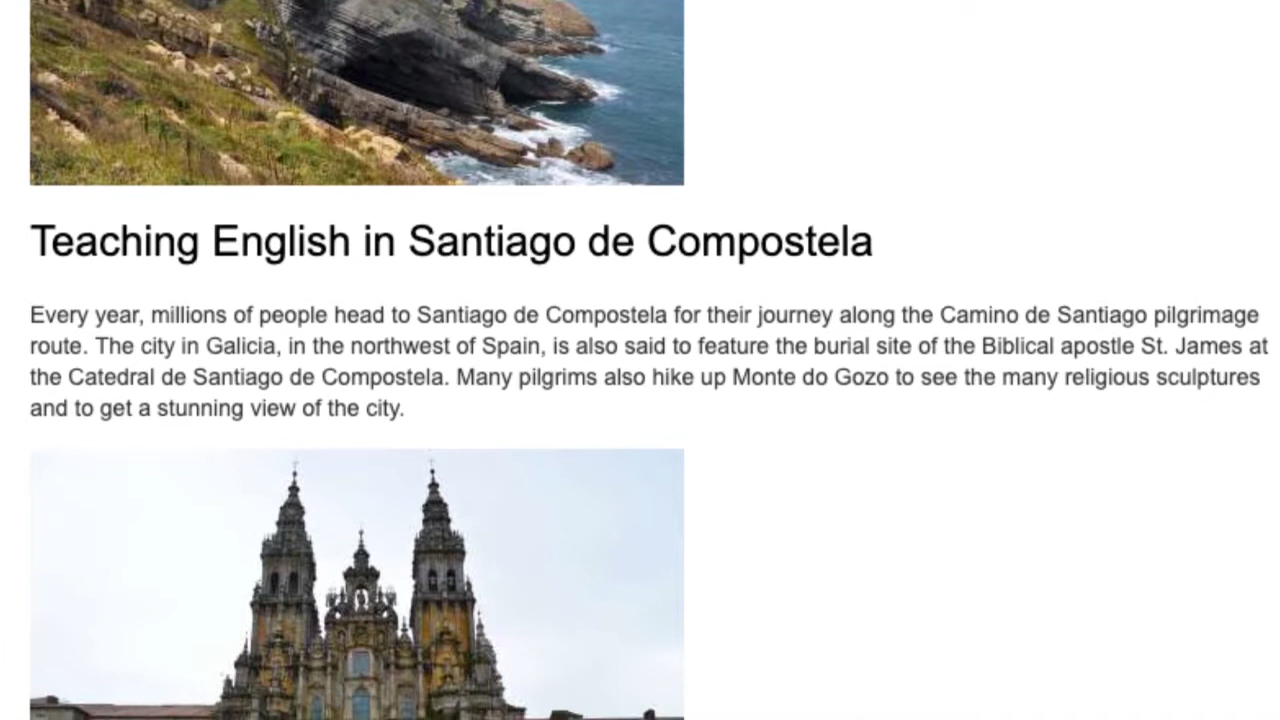 Teaching English in Santiago de Compostela
Every year, millions of people head to Santiago de Compostela for their journey along the Camino de Santiago pilgrimage
route. The city in Galicia, in the northwest of Spain, is also said to feature the burial site of the Biblical apostle St. James at
the Catedral de Santiago de Compostela. Many pilgrims also hike up Monte do Gozo to see the many religious sculptures
and to get a stunning view of the city.